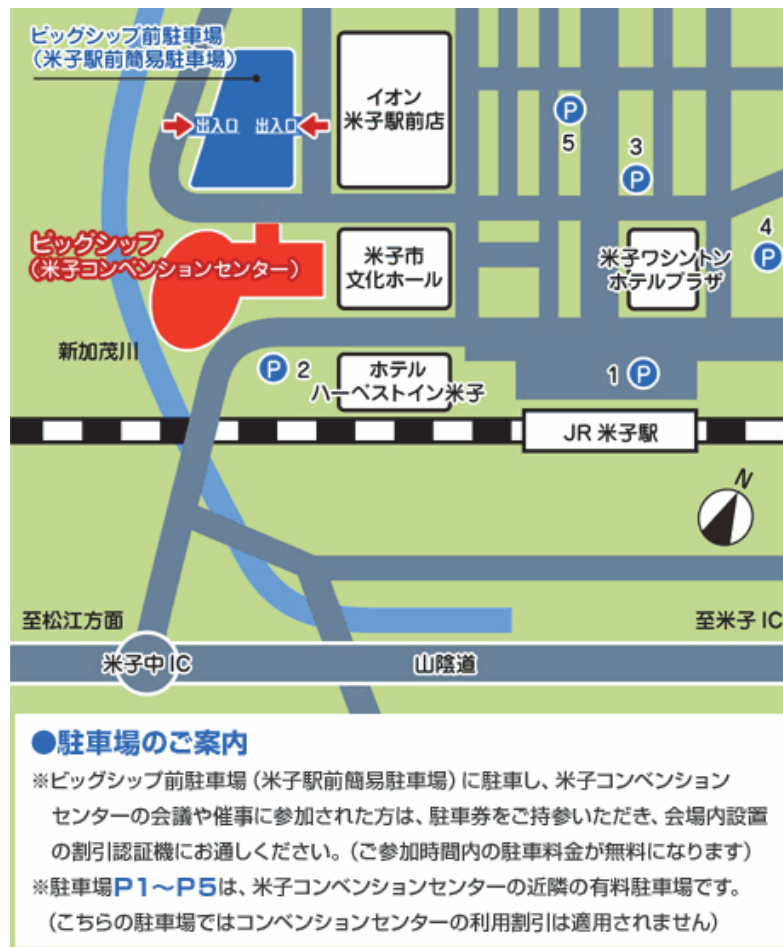 ビッグシップ前駐車場
（米子駅前簡易駐車場）
出入口 出入口
イオン
米子駅前店
P
5
3
P
4
P
ビッグシップ
（米子コンベンションセンター）
米子市
文化ホール
米子ワシントン
ホテルプラザ
新加茂川
P 2
ホテル
ハーベストイン米子
1 P
JR 米子駅
N
至松江方面
至米子 IC
米子中 IC
山陰道
●駐車場のご案内
※ビッグシップ前駐車場（米子駅前簡易駐車場）に駐車し、米子コンベンション
センターの会議や催事に参加された方は、駐車券をご持参いただき、会場内設置
の割引認証機にお通しください。（ご参加時間内の駐車料金が無料になります）
※駐車場P1～P5は、米子コンベンションセンターの近隣の有料駐車場です。
（こちらの駐車場ではコンベンションセンターの利用割引は適用されません）